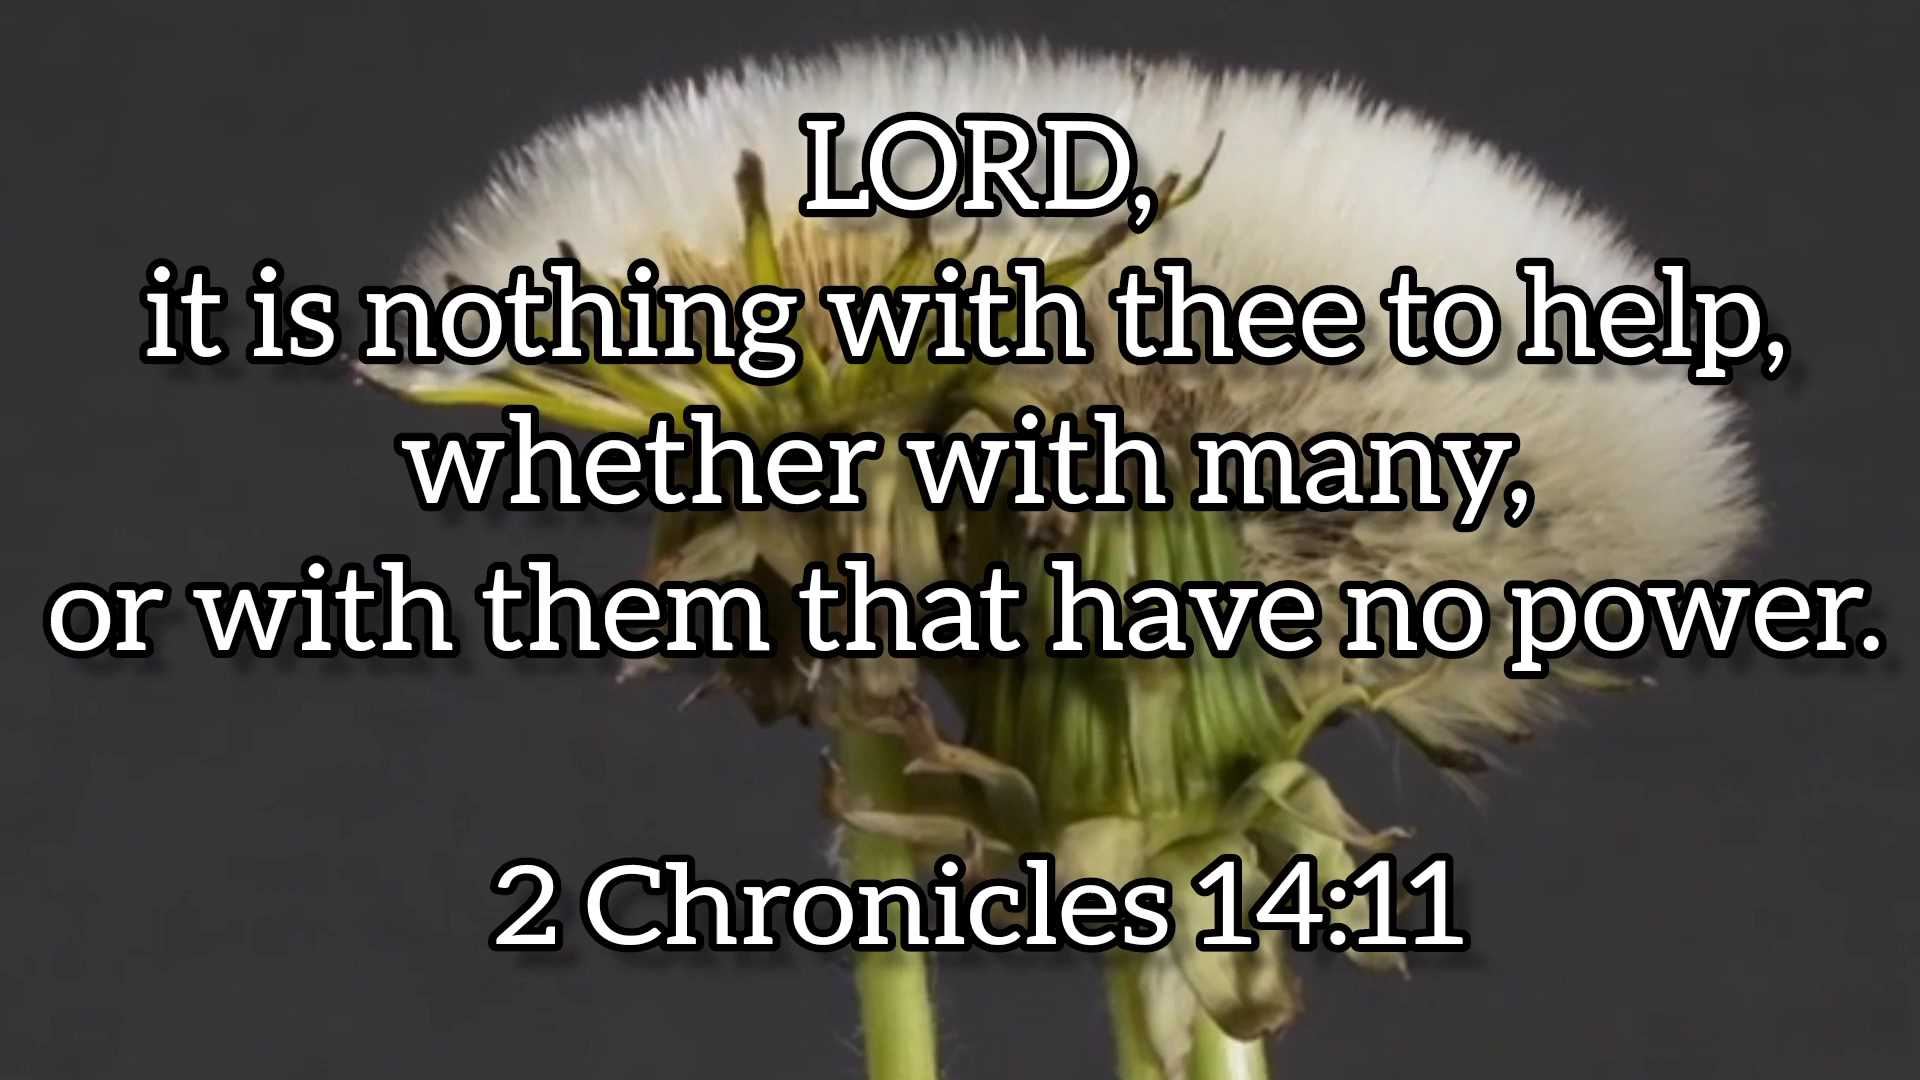 LORD,
it is nothing with thee to help,
whether with many,
or with them that have no power.
2 Chronicles 14:11